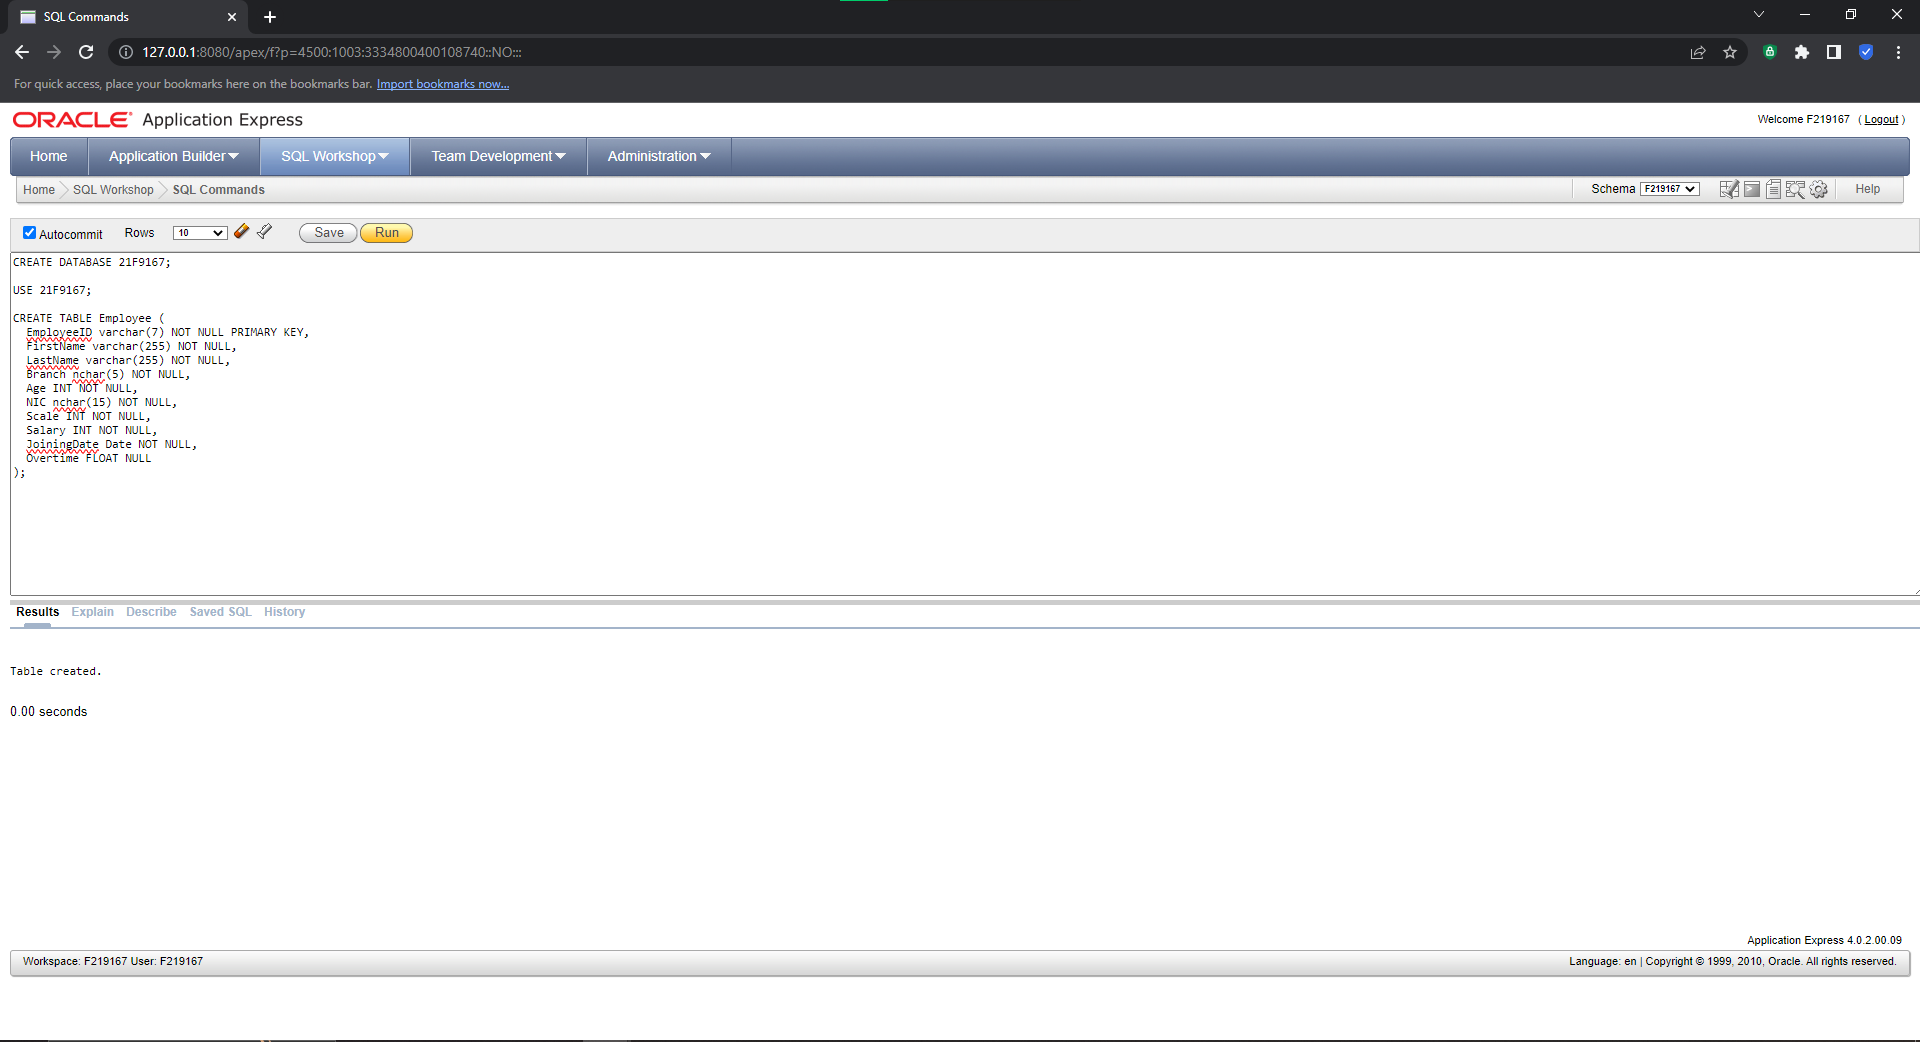 SQL Commands
127.0.0.1:8080/apex/f?p=4500:1003:3334800400108740::NO:::
For quick access, place your bookmarks here on the bookmarks bar. Import bookmarks now...
ORACLE Application Express
Welcome F219167 ( Logout )
Home Application Builder SQL Workshop Team Development Administration
Home SQL Workshop SQL Commands
Schema F219167 Help
Autocommit Rows 10 Save Run
CREATE DATABASE 21F9167;
USE 21F9167;
CREATE TABLE Employee (
EmployeeID varchar(7) NOT NULL PRIMARY KEY,
FirstName varchar(255) NOT NULL,
LastName varchar(255) NOT NULL,
Branch nchar(5) NOT NULL,
Age INT NOT NULL,
NIC nchar(15) NOT NULL,
Scale INT NOT NULL,
Salary INT NOT NULL,
JoiningDate Date NOT NULL,
Overtime FLOAT NULL
);
Results Explain Describe Saved SQL History
Table created.
0.00 seconds
Application Express 4.0.2.00.09
Workspace: F219167 User: F219167
Language: en | Copyright © 1999, 2010, Oracle. All rights reserved.